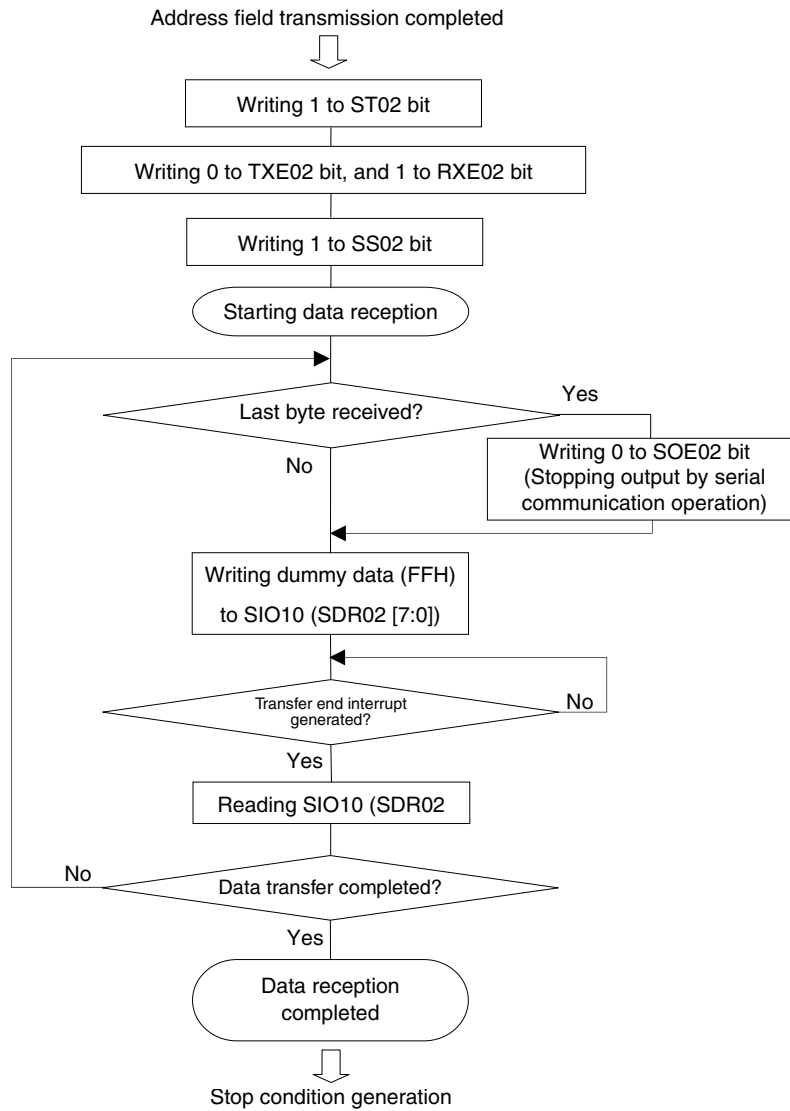 Address field transmission completed
Writing 1 to ST02 bit
Writing 0 to TXE02 bit, and 1 to RXE02 bit
Writing 1 to SS02 bit
Starting data reception
Last byte received?
Yes
No
Writing 0 to SOE02 bit
(Stopping output by serial
communication operation)
Writing dummy data (FFH)
to SIO10 (SDR02 [7:0])
Transfer end interrupt
generated?
No
Yes
Reading SIO10 (SDR02
Data transfer completed?
No
Yes
Data reception
completed
Stop condition generation